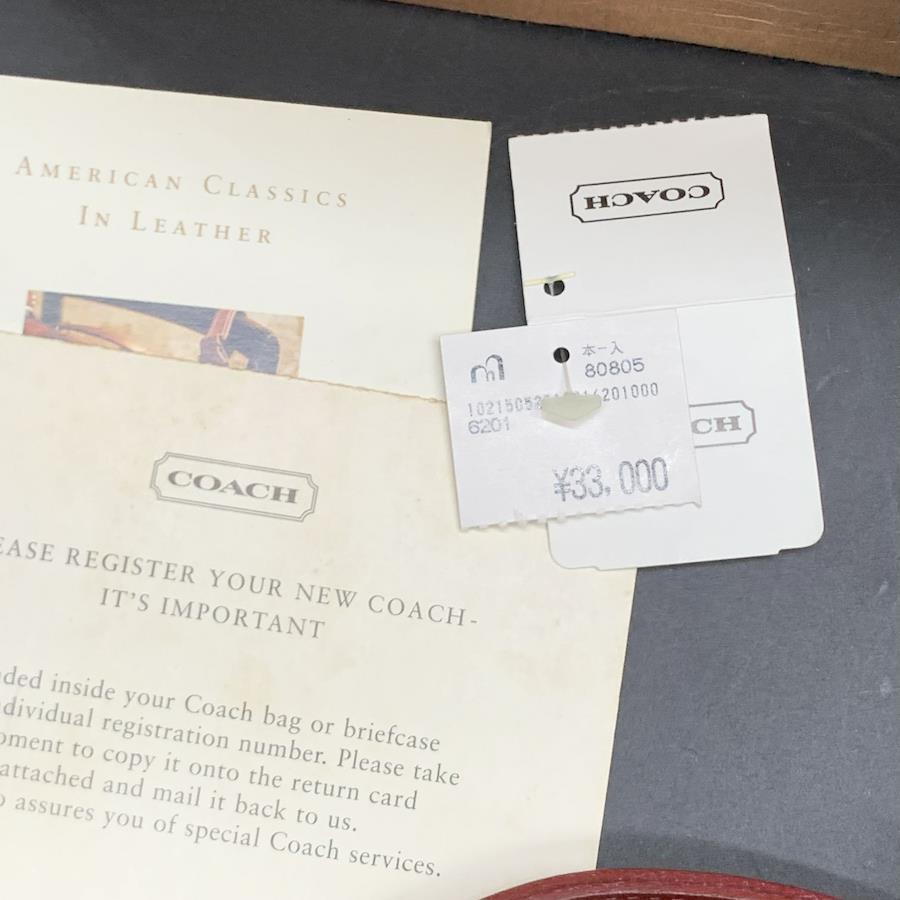 AMERICAN CLASSICS
IN LEATHER
COACH
EASE REGISTER YOUR NEW COACH-
IT'S IMPORTANT
ded inside your Coach bag or briefcase
dividual registration number. Please take
oment to copy it onto the return card
attached and mail it back to us.
o assures you of special Coach services.
COACH
CH
本一入
80805
6201
¥33,000